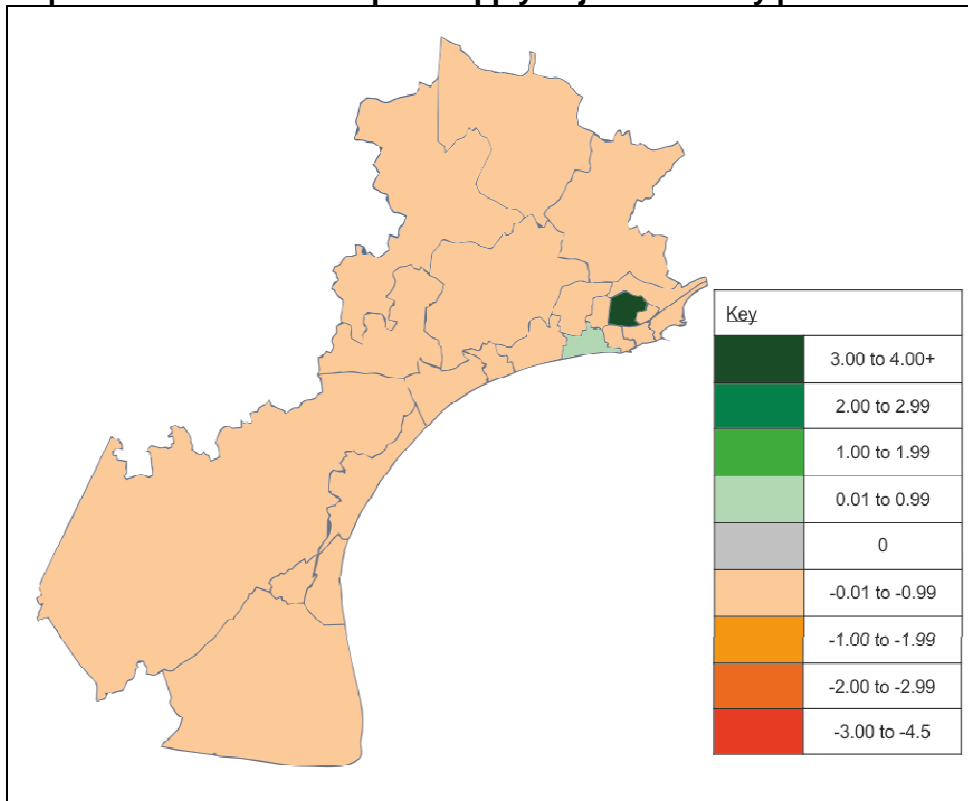 Key
3.00 to 4.00+
2.00 to 2.99
1.00 to 1.99
0.01 to 0.99
0
-0.01 to -0.99
-1.00 to -1.99
-2.00 to -2.99
-3.00 to -4.5